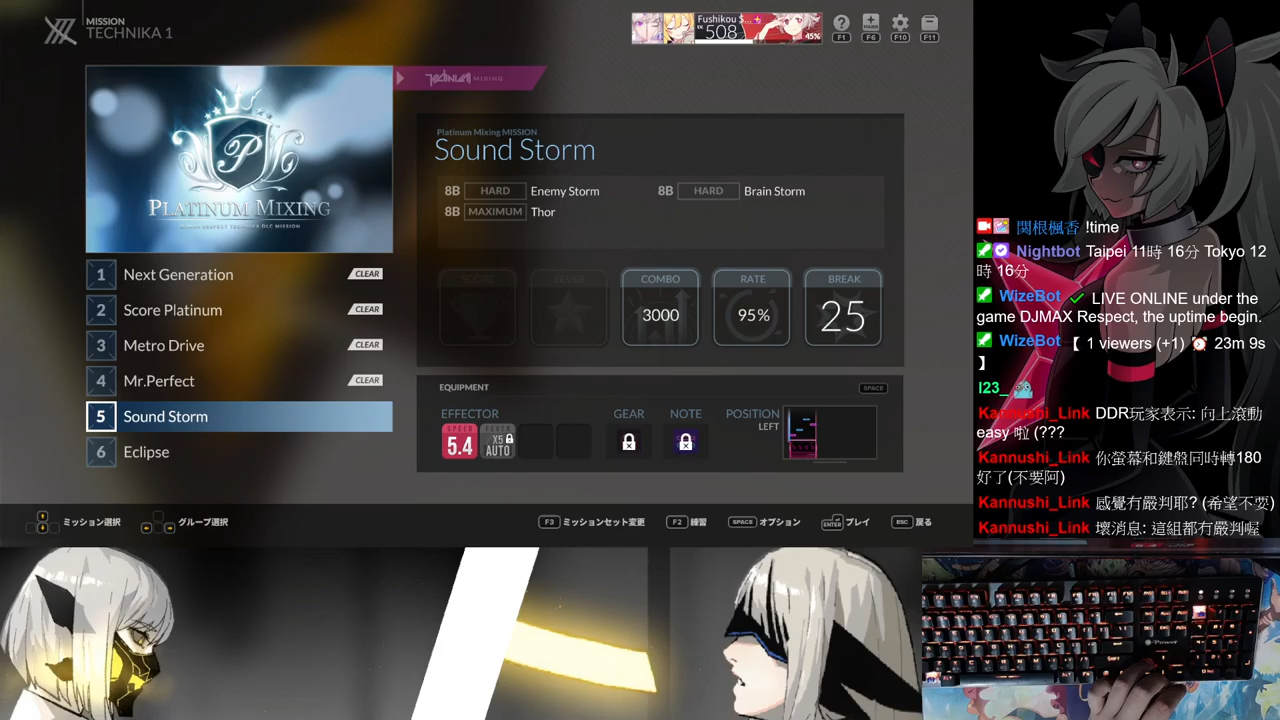 MISSION
TECHNIKA 1
Fushikou S...
508
45%
F1
F6
F10
F11
MIXING
P
PLATINUM MIXING
Platinum Mixing MISSION
Sound Storm
8B HARD Enemy Storm
8B HARD Brain Storm
8B MAXIMUM Thor
1 Next Generation CLEAR
2 Score Platinum CLEAR
3 Metro Drive CLEAR
4 Mr.Perfect CLEAR
5 Sound Storm
6 Eclipse
SCORE
FEVER
COMBO
3000
RATE
95%
BREAK
25
EQUIPMENT
SPACE
EFFECTOR
SPEED
5.4
FEVER
X5
AUTO
GEAR
NOTE
POSITION
LEFT
ミッション選択
グループ選択
F3 ミッションセット変更
F2 練習
SPACE オプション
ENTER プレイ
ESC 戻る
関根楓香 !time
Nightbot Taipei 11時 16分 Tokyo 12
時 16分
WizeBot LIVE ONLINE under the
game DJMAX Respect, the uptime begin.
WizeBot 【 1 viewers (+1) ⏰ 23m 9s
】
I23_
Kannushi_Link DDR玩家表示: 向上滾動
easy 啦 (???
Kannushi_Link 你螢幕和鍵盤同時轉180
好了(不要阿)
Kannushi_Link 感覺冇嚴判耶? (希望不要)
Kannushi_Link 壞消息: 這組都冇嚴判喔